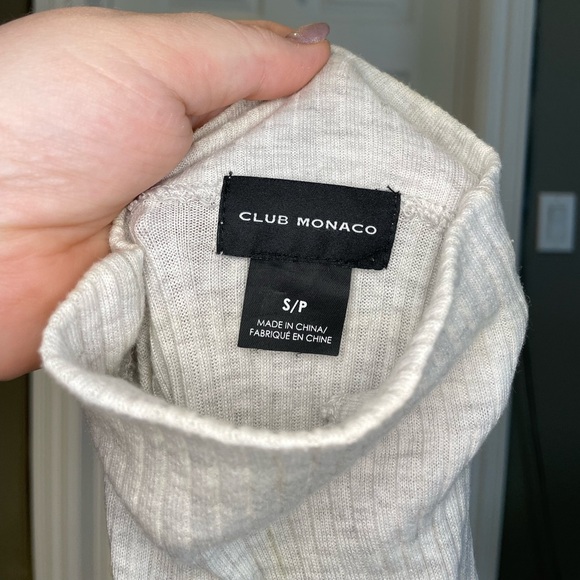 CLUB MONACO
S/P
MADE IN CHINA/
FABRIQUÉ EN CHINE